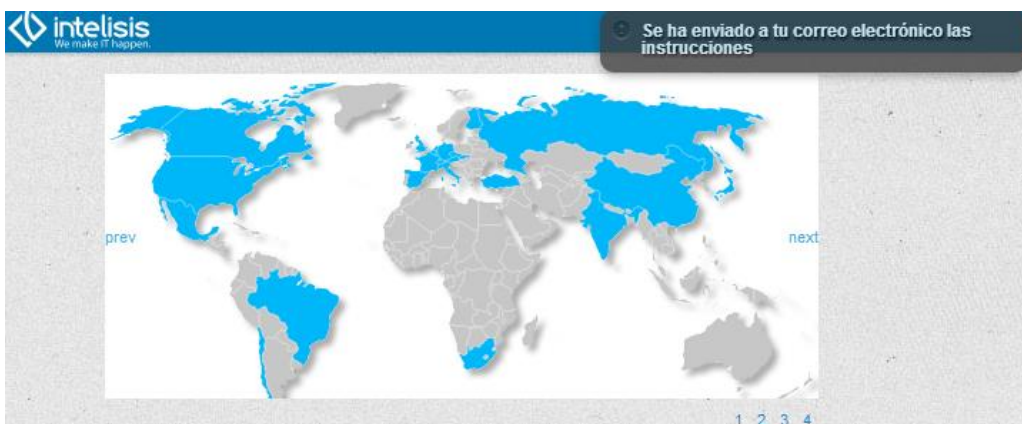 intelisis
We make IT happen.
Se ha enviado a tu correo electrónico las
instrucciones
prev
next
1 2 3 4